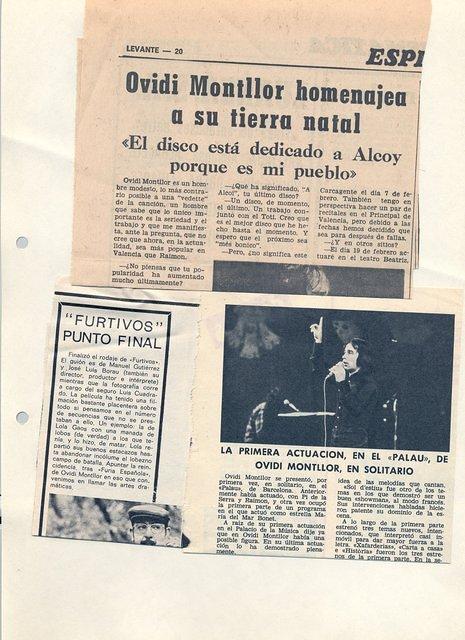 LEVANTE — 20
ESPE
Ovidi Montllor homenajea
a su tierra natal
«El disco está dedicado a Alcoy
porque es mi pueblo»
Ovidi Montllor es un hom-
bre modesto, lo más contra-
rio posible a una "vedette"
de la canción, un hombre
que sabe que lo único im-
portante es la seriedad y el
trabajo y que me manifies-
ta, ante la pregunta, que no
cree que ahora, en la actua-
lidad, sea más popular en
Valencia que Raimon.
—¿No piensas que tu po-
pularidad ha aumentado
mucho últimamente?
—¿Qué ha significado, "A
Alcoi", tu último disco?
—Un disco, de momento,
el último. Un trabajo con-
junto con el Toti. Creo que
es el mejor disco que he he-
cho hasta el momento. Y
espero que el próximo sea
"més bonico".
—Pero, ¿no significa este
Carcagente el día 7 de fe-
brero. También tengo en
perspectiva hacer un par de
recitales en el Principal de
Valencia, pero debido a las
fechas hemos decidido que
sea para después de fallas.
—¿Y en otros sitios?
—El día 19 de febrero ac-
tuaré en el teatro Beatriz,
"FURTIVOS"
PUNTO FINAL
Finalizó el rodaje de «Furtivos».
El guión es de Manuel Gutiérrez
y José Luis Borau (también su
director, productor e intérprete)
mientras que la fotografía corre
a cargo del seguro Luis Cuadra-
do. La película ha tenido una fil-
mación bastante placentera sobre
todo si pensamos en el número
de secuencias que no se pres-
taban a ello. Un ejemplo: la de
Lola Gaos con una manada de
lobos (de verdad) a los que te-
nía, y lo hizo, de matar. Lola re-
partió sus buenos estacazos has-
ta abandonar incólume el lobezno
campo de batalla. Apuntar la rein-
cidencia, tras «Furia Española»,
de Ovidi Montllor en eso que con-
venimos en llamar las artes dra-
máticas.
LA PRIMERA ACTUACION, EN EL «PALAU», DE
OVIDI MONTLLOR, EN SOLITARIO
Ovidi Montllor se presentó, por
primera vez, en solitario, en el
«Palau», de Barcelona. Anterior-
mente había actuado, con Pi de la
Serra y Raimon, y otra vez ocupó
la primera parte de un programa
en el que actuó como estrella Ma-
ría del Mar Bonet.
A raíz de su primera actuación
en el Palacio de la Música dije ya
que en Ovidi Montllor había una
posible figura. En su última actua-
ción lo ha demostrado plena-
mente.
idea de las melodías que cantan.
«Sol d'estiu» fue otro de los te-
mas en los que demostró ser un
buen «showman», al modo francés.
Sus intervenciones habladas hicie-
ron patente su dominio de la es-
cena.
A lo largo de la primera parte
estrenó tres temas nuevos, inten-
cionados, que interpretó casi in-
móvil para dar mayor fuerza a la
letra. «Xafarderías», «Carta a casa»
e «Història» fueron los tres estre-
nos de la primera parte. En la se-